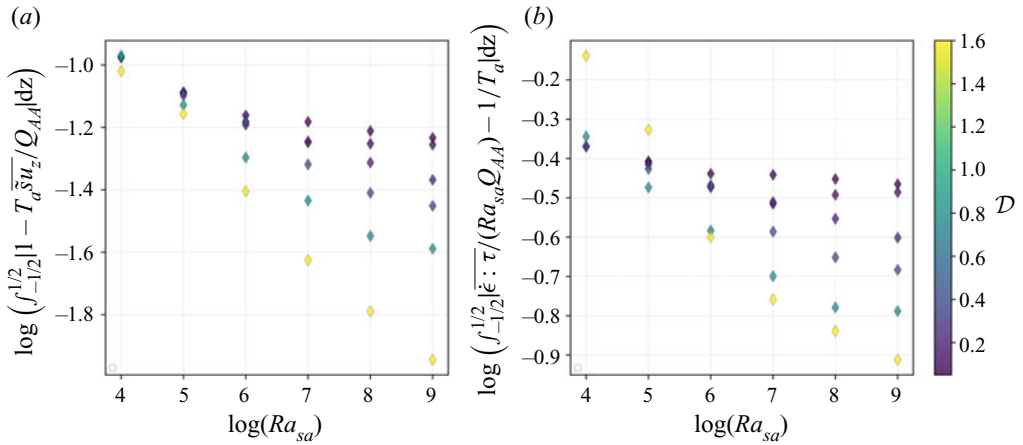 (a)
(b)
log (∫_{-1/2}^{1/2}|1 − T_a \overline{s̃u_z}/Q_{AA}|dz)
−1.0
−1.2
−1.4
−1.6
−1.8
4 5 6 7 8 9
log(Ra_{sa})
log (∫_{-1/2}^{1/2}|\overline{ϵ̇ : τ}/(Ra_{sa}Q_{AA}) − 1/T_a|dz)
−0.2
−0.3
−0.4
−0.5
−0.6
−0.7
−0.8
−0.9
4 5 6 7 8 9
log(Ra_{sa})
1.6
1.4
1.2
1.0
0.8
0.6
0.4
0.2
𝒟